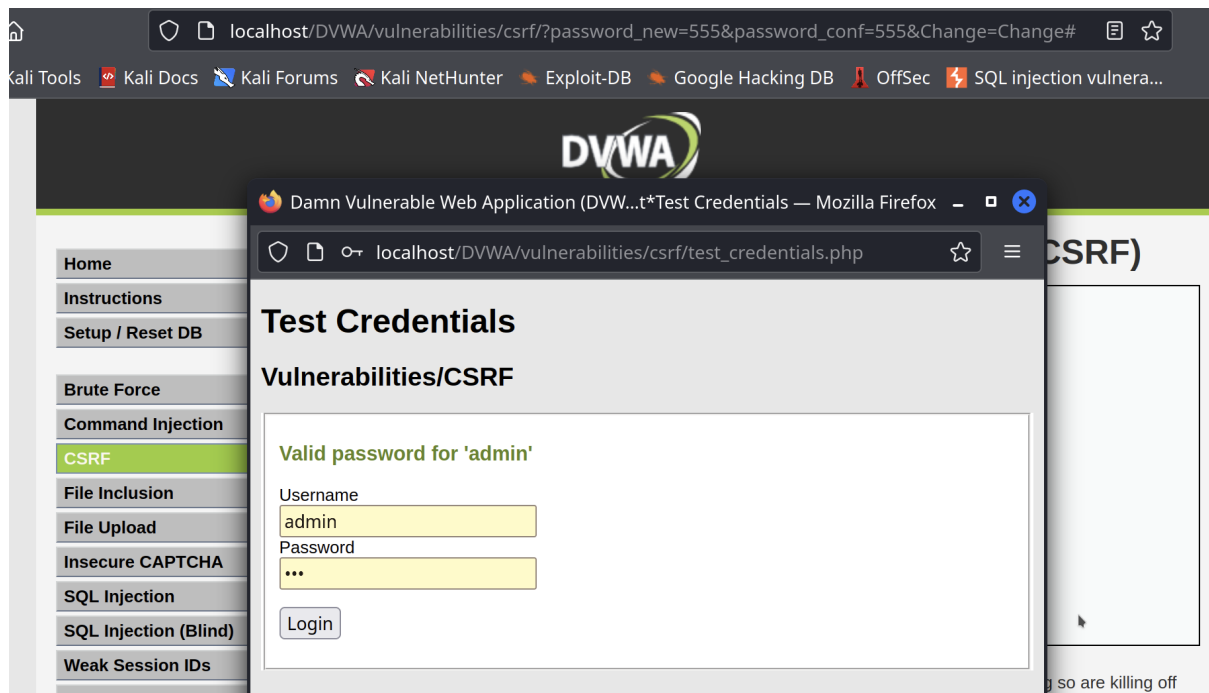 localhost/DVWA/vulnerabilities/csrf/?password_new=555&password_conf=555&Change=Change#
Kali Tools Kali Docs Kali Forums Kali NetHunter Exploit-DB Google Hacking DB OffSec SQL injection vulnera...
DVWA
Damn Vulnerable Web Application (DVW...t*Test Credentials — Mozilla Firefox
localhost/DVWA/vulnerabilities/csrf/test_credentials.php
CSRF)
Home
Instructions
Setup / Reset DB
Brute Force
Command Injection
CSRF
File Inclusion
File Upload
Insecure CAPTCHA
SQL Injection
SQL Injection (Blind)
Weak Session IDs
Test Credentials
Vulnerabilities/CSRF
Valid password for 'admin'
Username
admin
Password
•••
Login
g so are killing off